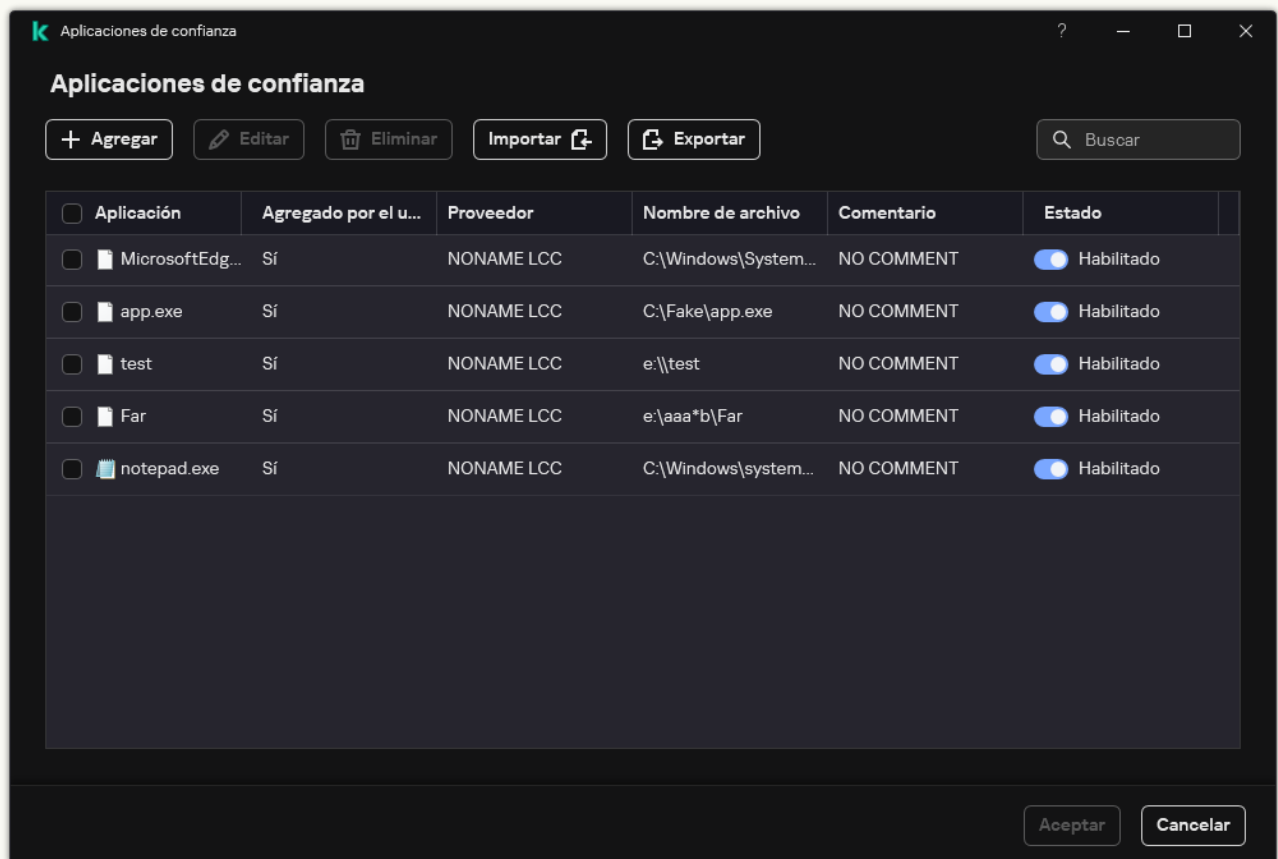 Aplicaciones de confianza
Aplicaciones de confianza
Agregar Editar Eliminar Importar Exportar Buscar
Aplicación Agregado por el u... Proveedor Nombre de archivo Comentario Estado
MicrosoftEdg... Sí NONAME LCC C:\Windows\System... NO COMMENT Habilitado
app.exe Sí NONAME LCC C:\Fake\app.exe NO COMMENT Habilitado
test Sí NONAME LCC e:\\test NO COMMENT Habilitado
Far Sí NONAME LCC e:\aaa*b\Far NO COMMENT Habilitado
notepad.exe Sí NONAME LCC C:\Windows\system... NO COMMENT Habilitado
Aceptar Cancelar